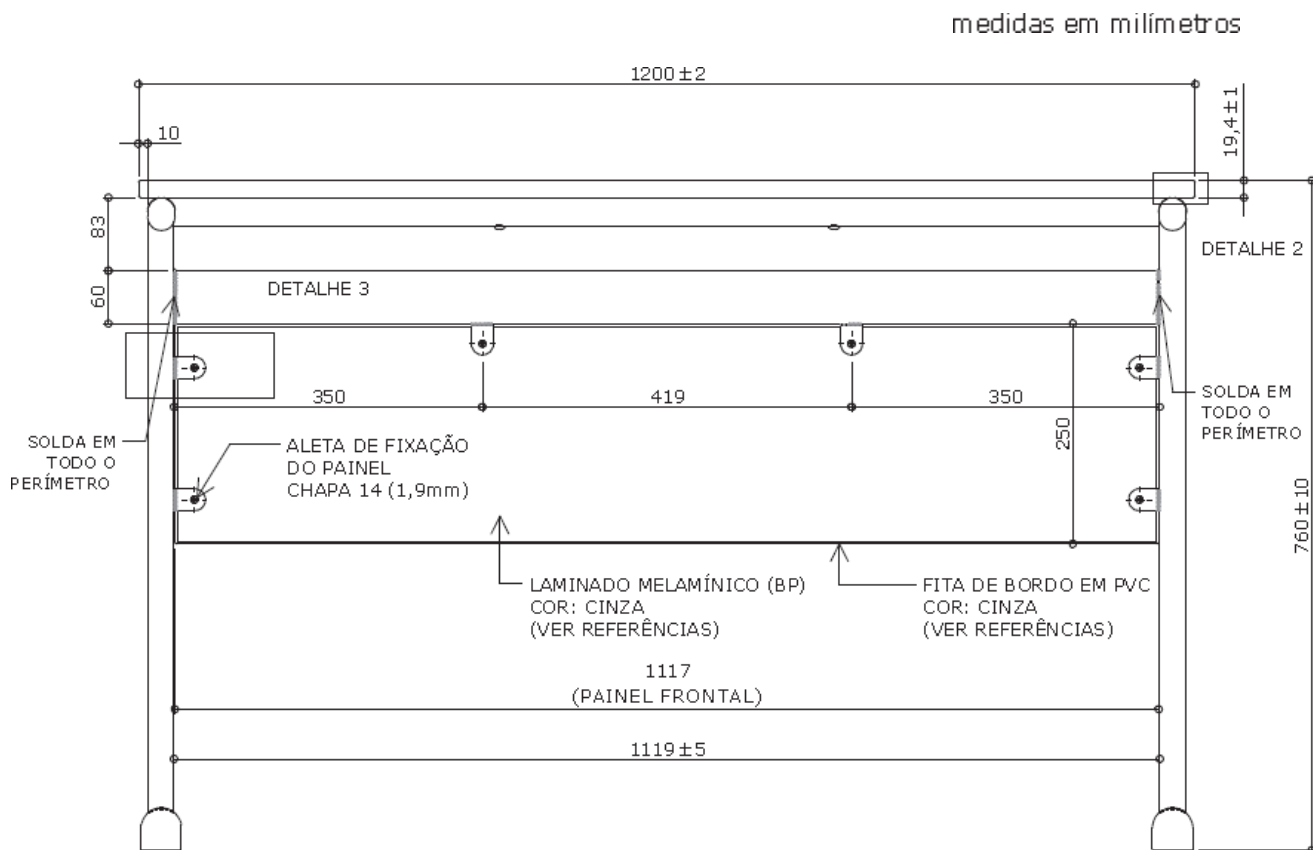 medidas em milímetros
1200±2
10
19,4±1
83
DETALHE 2
60
DETALHE 3
350
419
350
250
SOLDA EM
TODO O
PERÍMETRO
SOLDA EM
TODO O
PERÍMETRO
ALETA DE FIXAÇÃO
DO PAINEL
CHAPA 14 (1,9mm)
760±10
LAMINADO MELAMÍNICO (BP)
COR: CINZA
(VER REFERÊNCIAS)
FITA DE BORDO EM PVC
COR: CINZA
(VER REFERÊNCIAS)
1117
(PAINEL FRONTAL)
1119±5